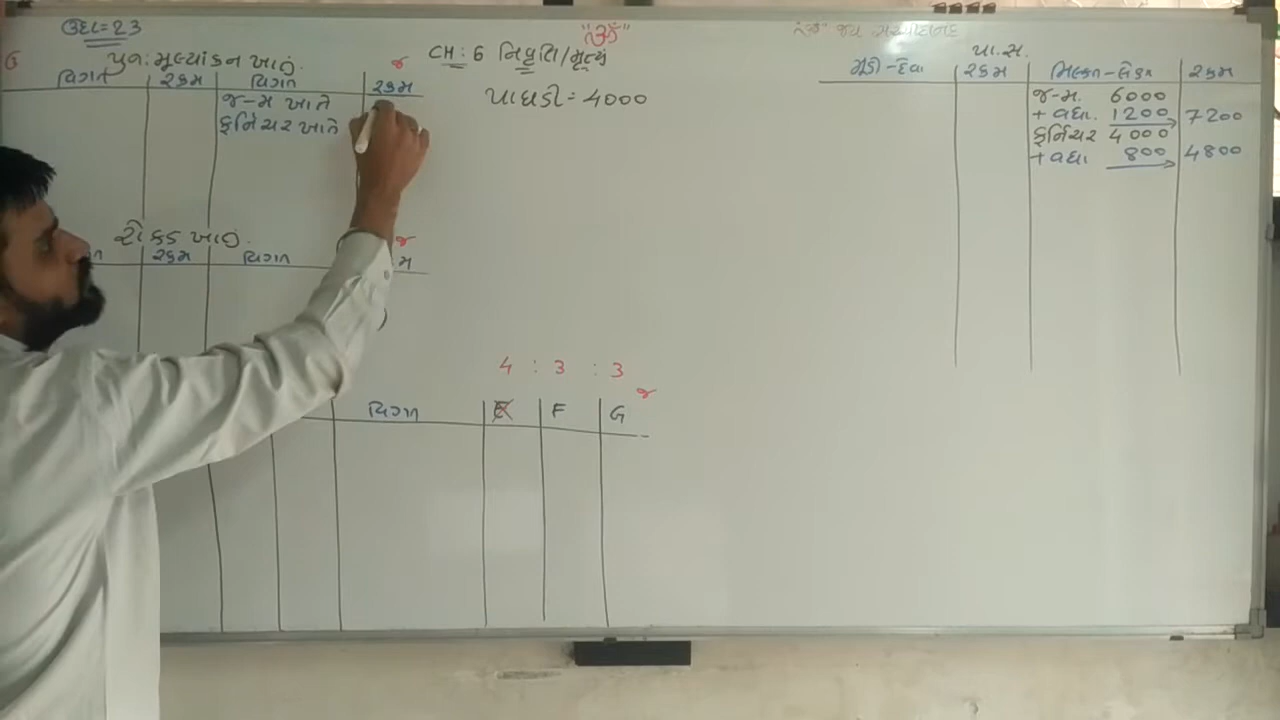 ઉદા=23
"ૐ"
CH: 6 નિવૃત્તિ/મૃત્યુ
પાઘડી = 4000
પુનઃમૂલ્યાંકન ખાતું.
જ
વિગત રકમ વિગત રકમ
જ-મ ખાતે
ફર્નિચર ખાતે
રોકડ ખાતું.
જ
રકમ વિગત
4 : 3 : 3
જ
વિગત E F G
પા.સ.
મૂડી-દેવા રકમ મિલકત-લેણાં રકમ
જ-મ. 6000
+ વધા. 1200 7200
ફર્નિચર 4000
+ વધા 800 4800